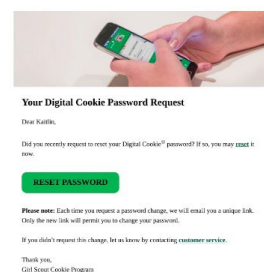 Your Digital Cookie Password Request
Dear Kaitlin,
Did you recently request to reset your Digital Cookie® password? If so, you may reset it
now.
RESET PASSWORD
Please note: Each time you request a password change, we will email you a unique link.
Only the new link will permit you to change your password.
If you didn't request this change, let us know by contacting customer service.
Thank you,
Girl Scout Cookie Program